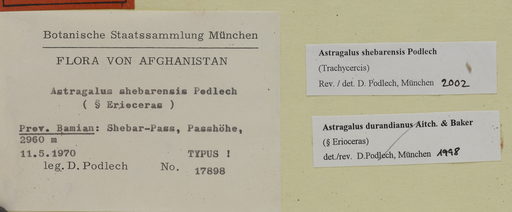 Botanische Staatssammlung München
FLORA VON AFGHANISTAN
Astragalus shebarensis Podlech
( § Erioceras )
Prov. Bamian: Shebar-Pass, Passhöhe,
2960 m
11.5.1970 TYPUS !
leg. D. Podlech No. 17898
Astragalus shebarensis Podlech
(Trachycercis)
Rev. / det. D. Podlech, München 2002
Astragalus durandianus Aitch. & Baker
(§ Erioceras)
det./rev. D.Podlech, München 1998